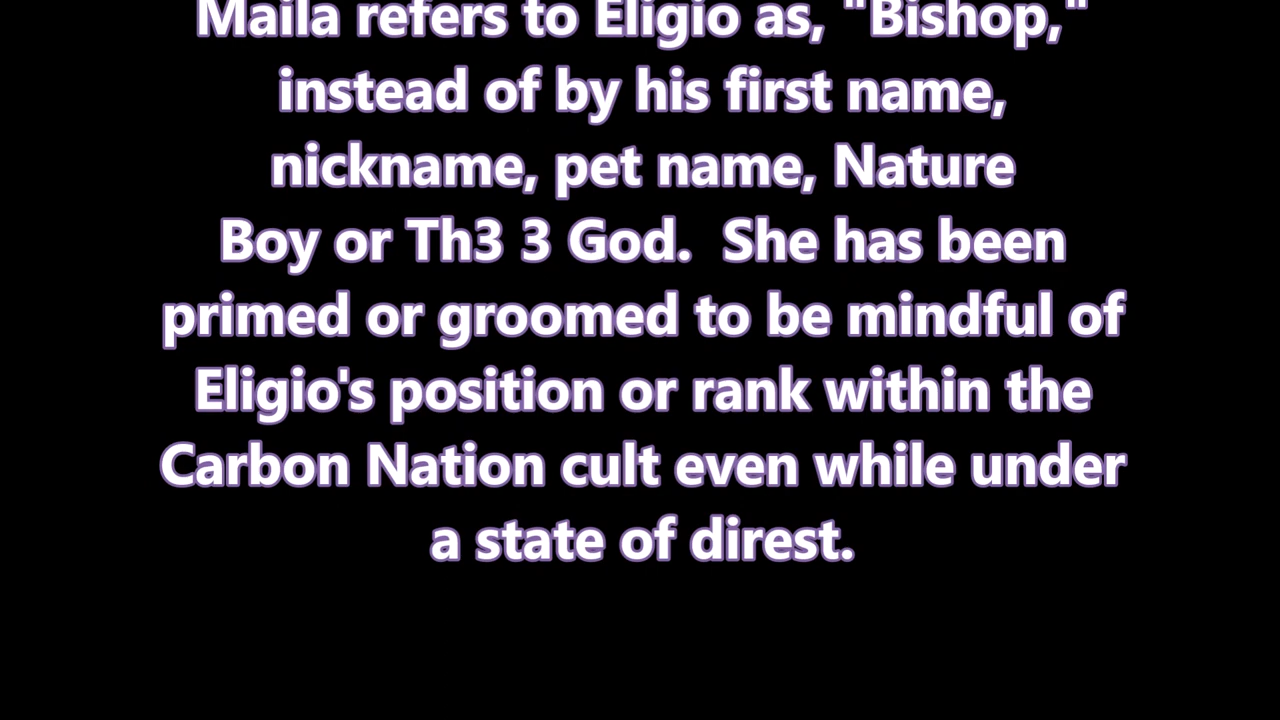 Maila refers to Eligio as, "Bishop,"
instead of by his first name,
nickname, pet name, Nature
Boy or Th3 3 God.  She has been
primed or groomed to be mindful of
Eligio's position or rank within the
Carbon Nation cult even while under
a state of direst.